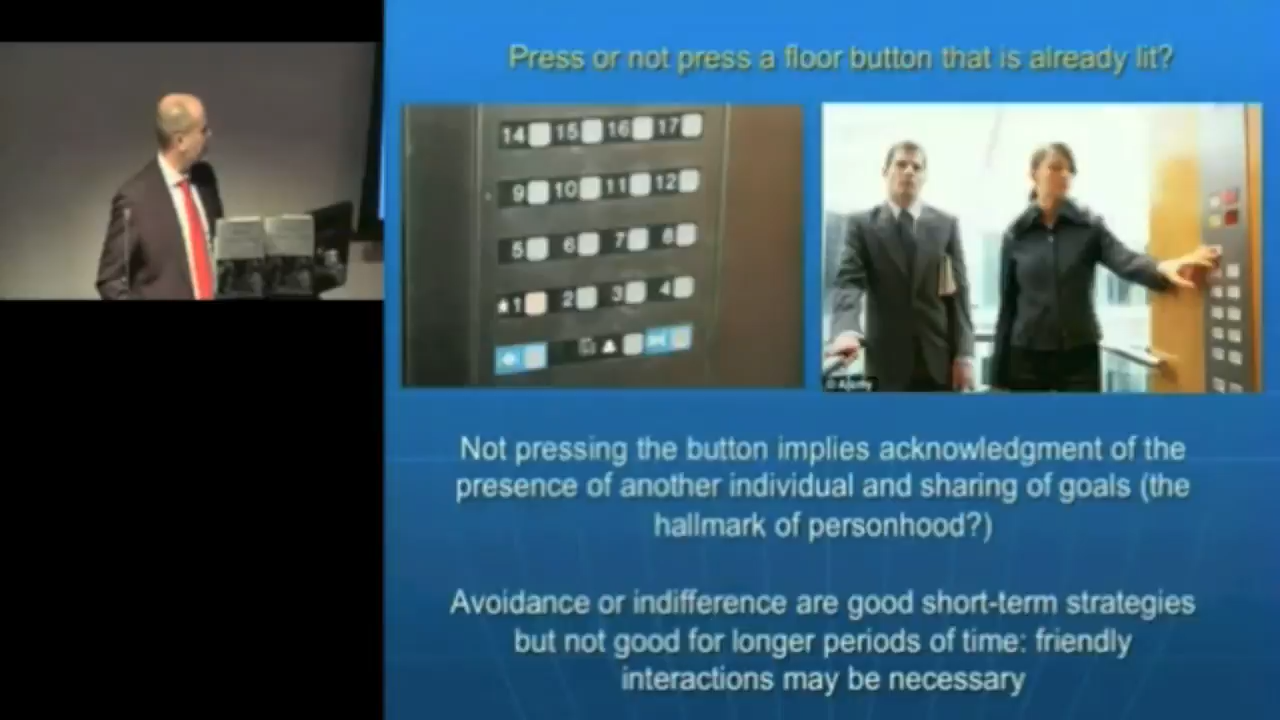 Press or not press a floor button that is already lit?
14 15 16 17
9 10 11 12
5 6 7 8
★1 2 3 4
© Alamy
Not pressing the button implies acknowledgment of the
presence of another individual and sharing of goals (the
hallmark of personhood?)
Avoidance or indifference are good short-term strategies
but not good for longer periods of time: friendly
interactions may be necessary